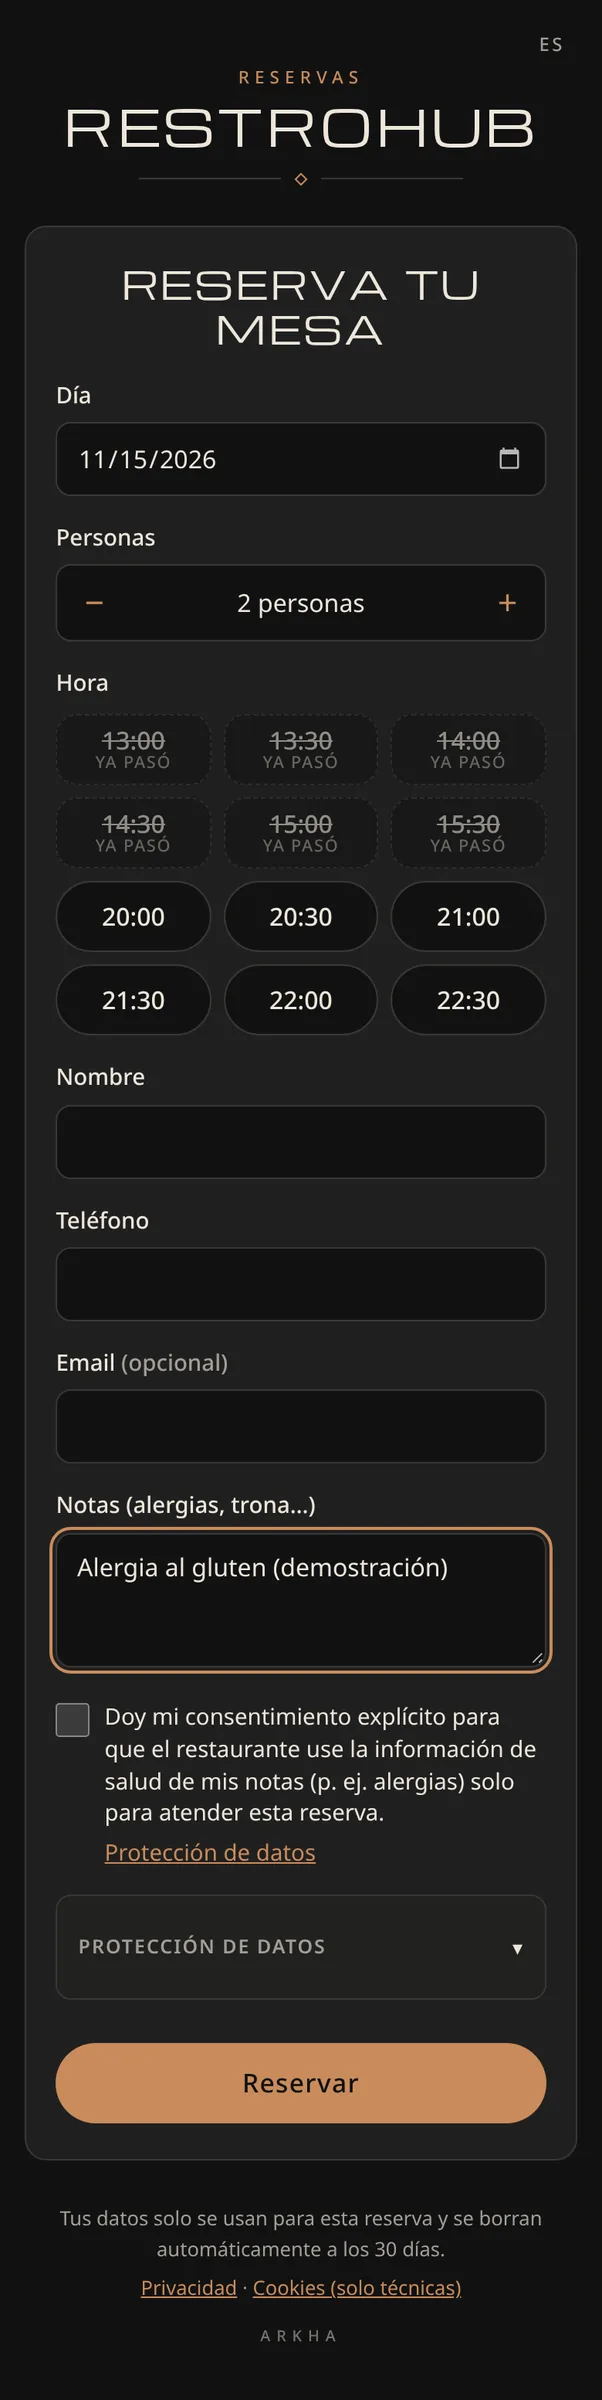 ES
RESERVAS
RESTROHUB
RESERVA TU
MESA
Día
11/15/2026
Personas
− 2 personas +
Hora
13:00 13:30 14:00
YA PASÓ YA PASÓ YA PASÓ
14:30 15:00 15:30
YA PASÓ YA PASÓ YA PASÓ
20:00 20:30 21:00
21:30 22:00 22:30
Nombre
Teléfono
Email (opcional)
Notas (alergias, trona...)
Alergia al gluten (demostración)
Doy mi consentimiento explícito para
que el restaurante use la información de
salud de mis notas (p. ej. alergias) solo
para atender esta reserva.
Protección de datos
PROTECCIÓN DE DATOS ▾
Reservar
Tus datos solo se usan para esta reserva y se borran
automáticamente a los 30 días.
Privacidad · Cookies (solo técnicas)
ARKHA